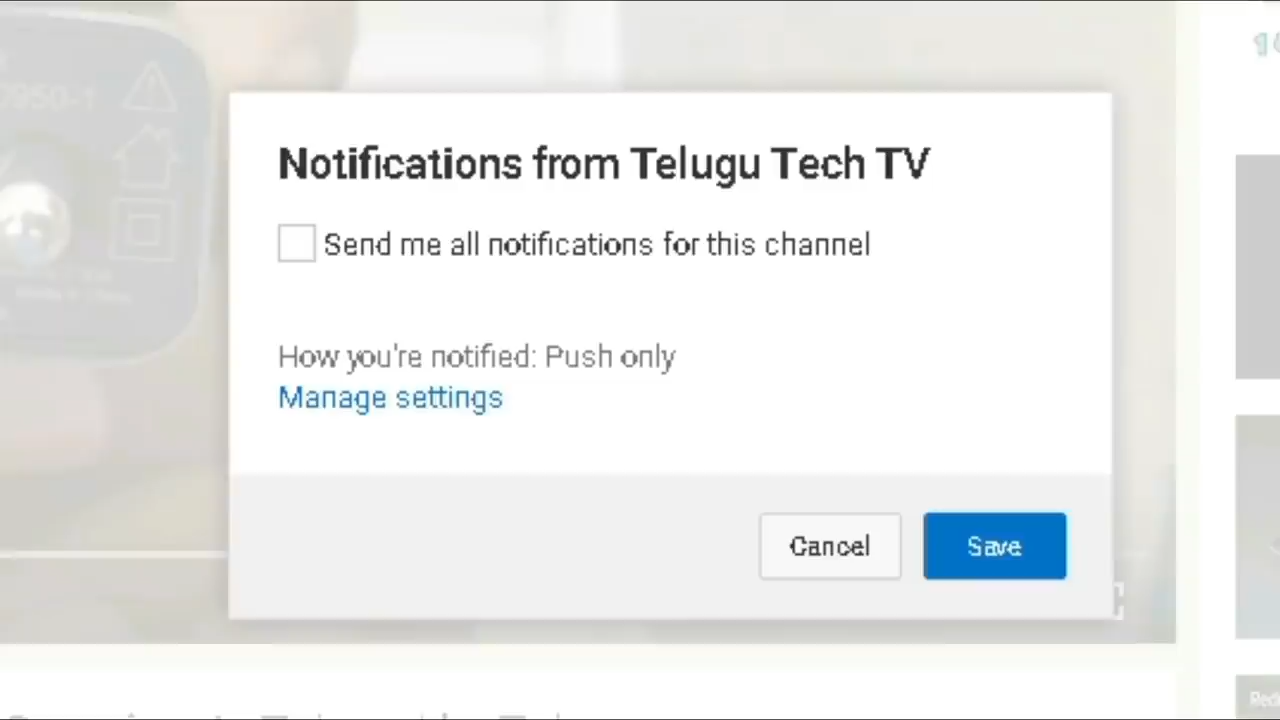 Notifications from Telugu Tech TV
Send me all notifications for this channel
How you're notified: Push only
Manage settings
Cancel
Save